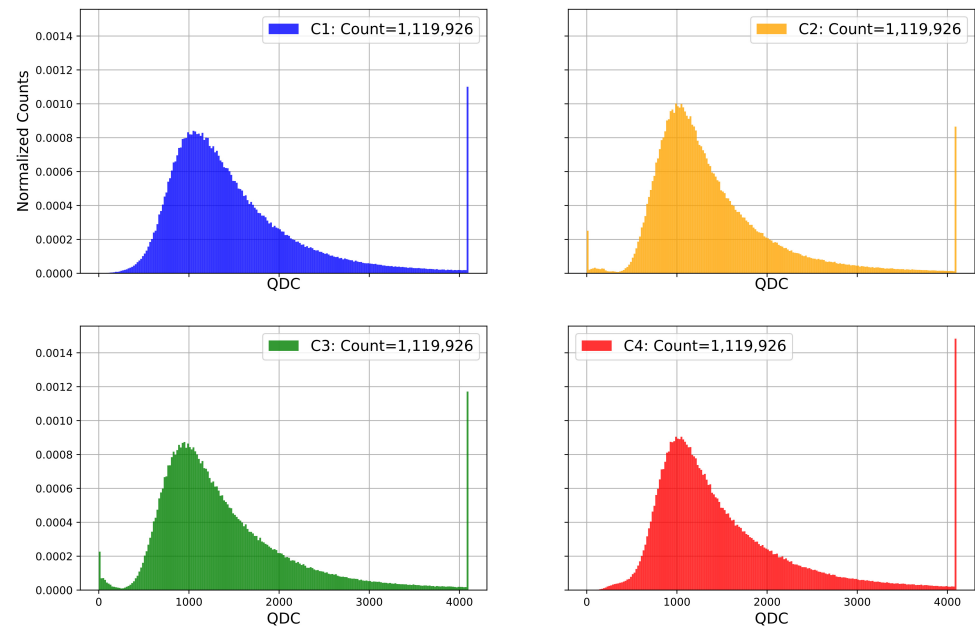 C1: Count=1,119,926
C2: Count=1,119,926
Normalized Counts
0.0014
0.0012
0.0010
0.0008
0.0006
0.0004
0.0002
0.0000
QDC
QDC
C3: Count=1,119,926
C4: Count=1,119,926
0.0014
0.0012
0.0010
0.0008
0.0006
0.0004
0.0002
0.0000
0 1000 2000 3000 4000
0 1000 2000 3000 4000
QDC
QDC